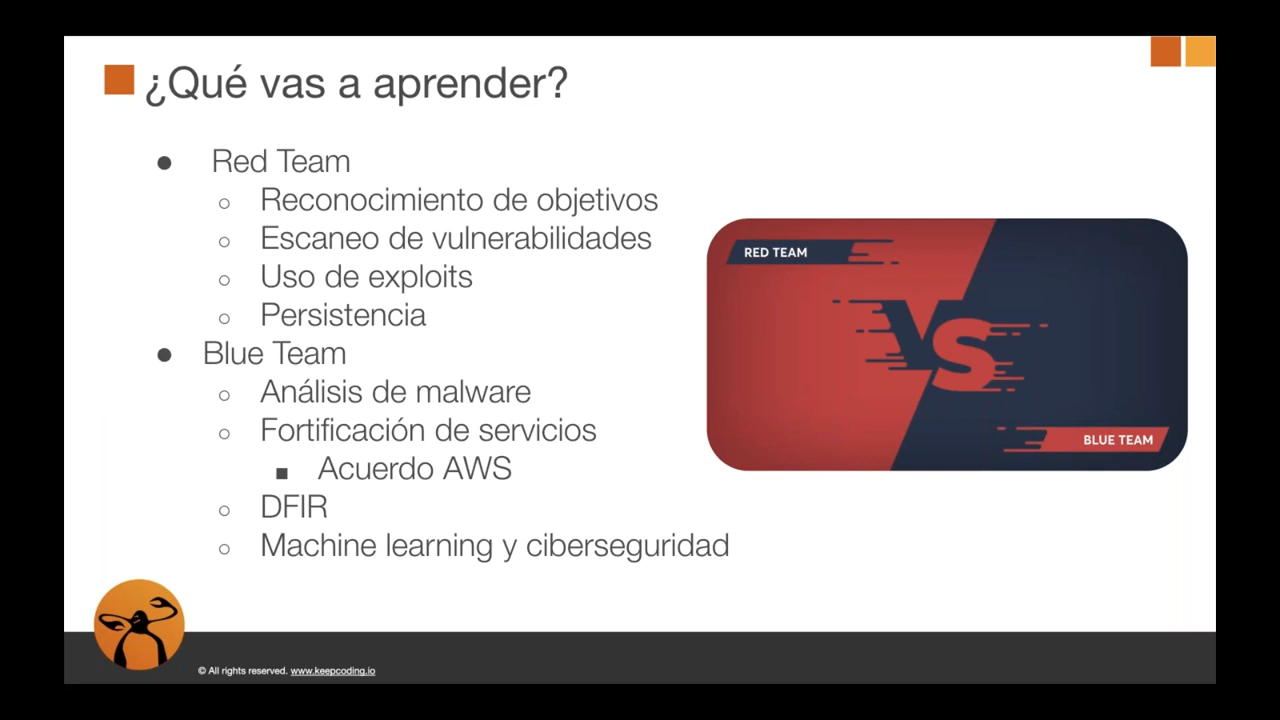 ¿Qué vas a aprender?
● Red Team
○ Reconocimiento de objetivos
○ Escaneo de vulnerabilidades
○ Uso de exploits
○ Persistencia
● Blue Team
○ Análisis de malware
○ Fortificación de servicios
■ Acuerdo AWS
○ DFIR
○ Machine learning y ciberseguridad
RED TEAM
VS
BLUE TEAM
© All rights reserved. www.keepcoding.io